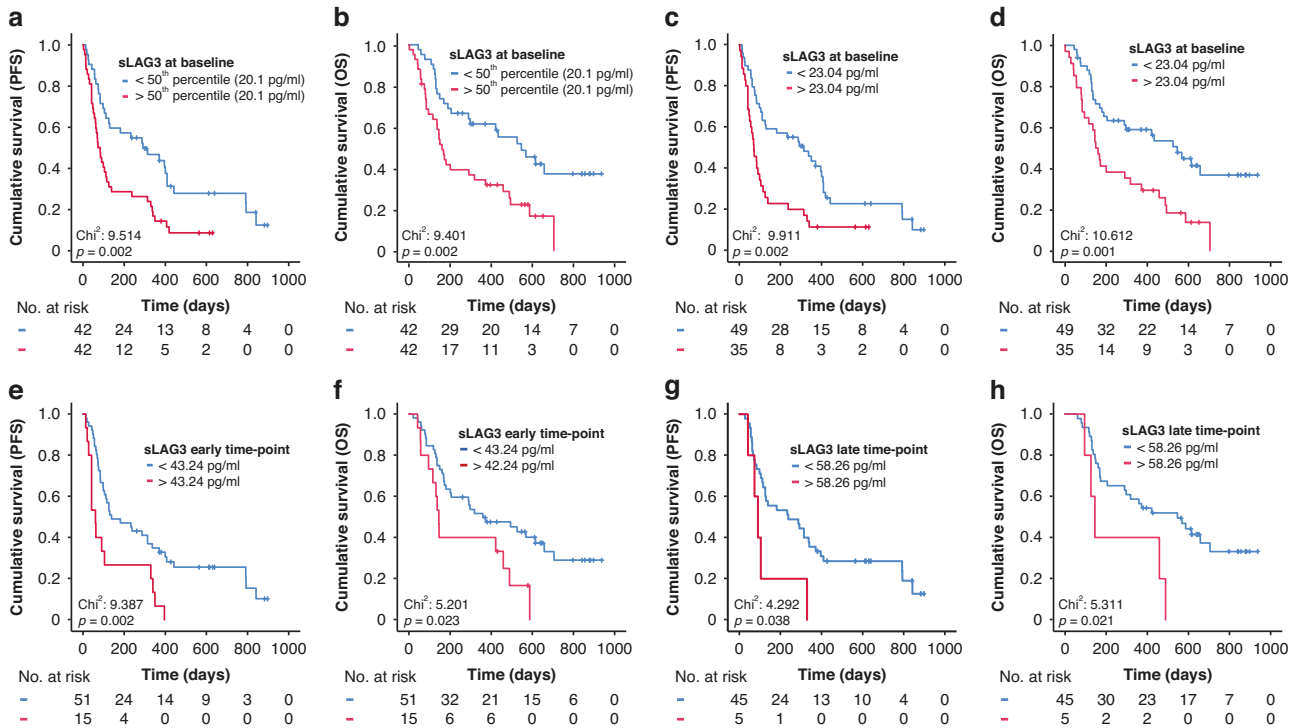 a
Cumulative survival (PFS)
1.0
0.8
0.6
0.4
0.2
0
sLAG3 at baseline
< 50th percentile (20.1 pg/ml)
> 50th percentile (20.1 pg/ml)
Chi²: 9.514
p = 0.002
0 200 400 600 800 1000
Time (days)
No. at risk
42 24 13 8 4 0
42 12 5 2 0 0
b
Cumulative survival (OS)
1.0
0.8
0.6
0.4
0.2
0.0
sLAG3 at baseline
< 50th percentile (20.1 pg/ml)
> 50th percentile (20.1 pg/ml)
Chi²: 9.401
p = 0.002
0 200 400 600 800 1000
Time (days)
42 29 20 14 7 0
42 17 11 3 0 0
c
Cumulative survival (PFS)
1.0
0.8
0.6
0.4
0.2
0
sLAG3 at baseline
< 23.04 pg/ml
> 23.04 pg/ml
Chi²: 9.911
p = 0.002
0 200 400 600 800 1000
Time (days)
No. at risk
49 28 15 8 4 0
35 8 3 2 0 0
d
Cumulative survival (OS)
1.0
0.8
0.6
0.4
0.2
0.0
sLAG3 at baseline
< 23.04 pg/ml
> 23.04 pg/ml
Chi²: 10.612
p = 0.001
0 200 400 600 800 1000
Time (days)
49 32 22 14 7 0
35 14 9 3 0 0
e
Cumulative survival (PFS)
1.0
0.8
0.6
0.4
0.2
0
sLAG3 early time-point
< 43.24 pg/ml
> 43.24 pg/ml
Chi²: 9.387
p = 0.002
0 200 400 600 800 1000
Time (days)
No. at risk
51 24 14 9 3 0
15 4 0 0 0 0
f
Cumulative survival (OS)
1.0
0.8
0.6
0.4
0.2
0
sLAG3 early time-point
< 43.24 pg/ml
> 42.24 pg/ml
Chi²: 5.201
p = 0.023
0 200 400 600 800 1000
Time (days)
51 32 21 15 6 0
15 6 6 0 0 0
g
Cumulative survival (PFS)
1.0
0.8
0.6
0.4
0.2
0
sLAG3 late time-point
< 58.26 pg/ml
> 58.26 pg/ml
Chi²: 4.292
p = 0.038
0 200 400 600 800 1000
Time (days)
No. at risk
45 24 13 10 4 0
5 1 0 0 0 0
h
Cumulative survival (OS)
1.0
0.8
0.6
0.4
0.2
0
sLAG3 late time-point
< 58.26 pg/ml
> 58.26 pg/ml
Chi²: 5.311
p = 0.021
0 200 400 600 800 1000
Time (days)
45 30 23 17 7 0
5 2 2 0 0 0